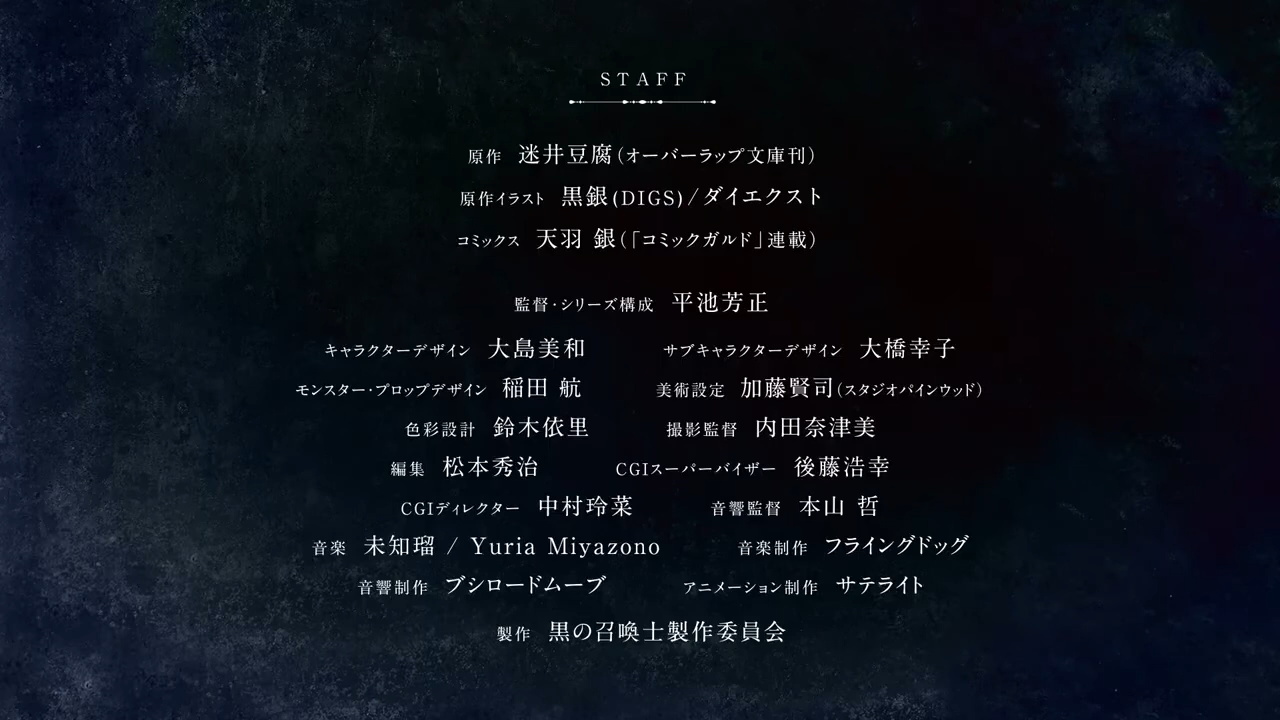 STAFF
原作 迷井豆腐(オーバーラップ文庫刊)
原作イラスト 黒銀(DIGS)/ダイエクスト
コミックス 天羽 銀(「コミックガルド」連載)
監督・シリーズ構成 平池芳正
キャラクターデザイン 大島美和 サブキャラクターデザイン 大橋幸子
モンスター・プロップデザイン 稲田 航 美術設定 加藤賢司(スタジオパインウッド)
色彩設計 鈴木依里 撮影監督 内田奈津美
編集 松本秀治 CGIスーパーバイザー 後藤浩幸
CGIディレクター 中村玲菜 音響監督 本山 哲
音楽 未知瑠 / Yuria Miyazono 音楽制作 フライングドッグ
音響制作 ブシロードムーブ アニメーション制作 サテライト
製作 黒の召喚士製作委員会